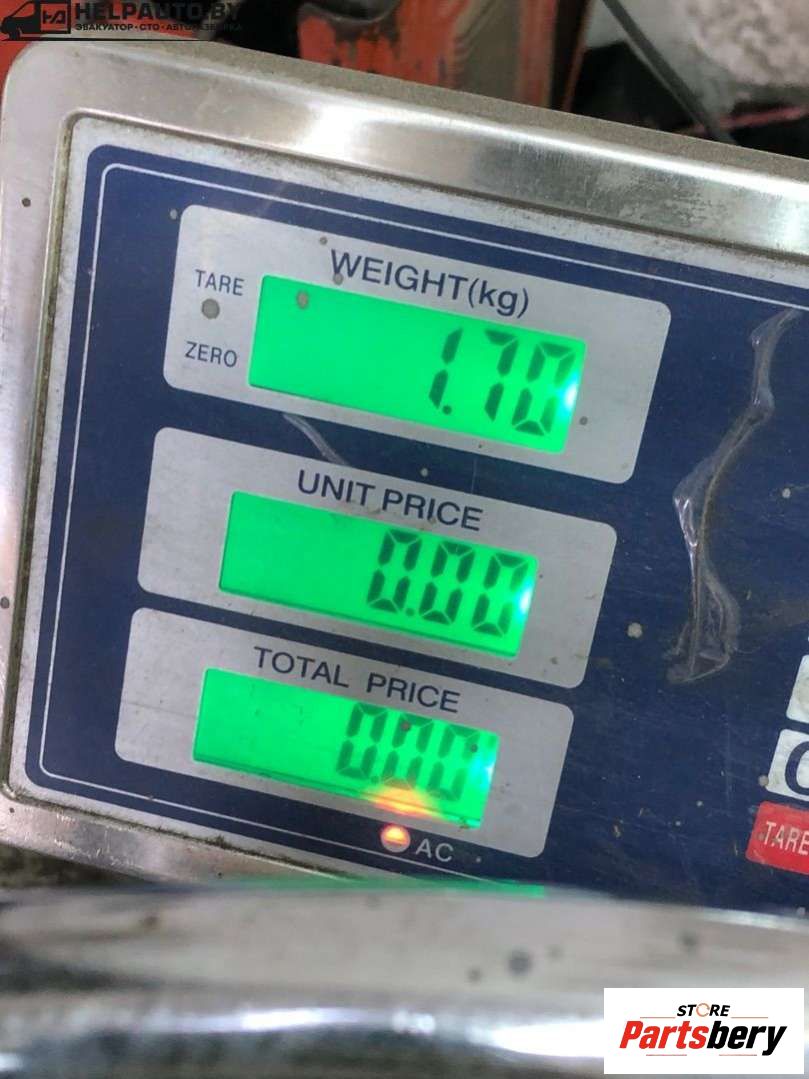 HELPAUTO.BY
ЭВАКУАТОР·СТО·АВТОРАЗБОРКА
WEIGHT(kg)
TARE
1.70
ZERO
UNIT PRICE
0.00
TOTAL PRICE
0.00
AC
TARE
STORE
Partsbery